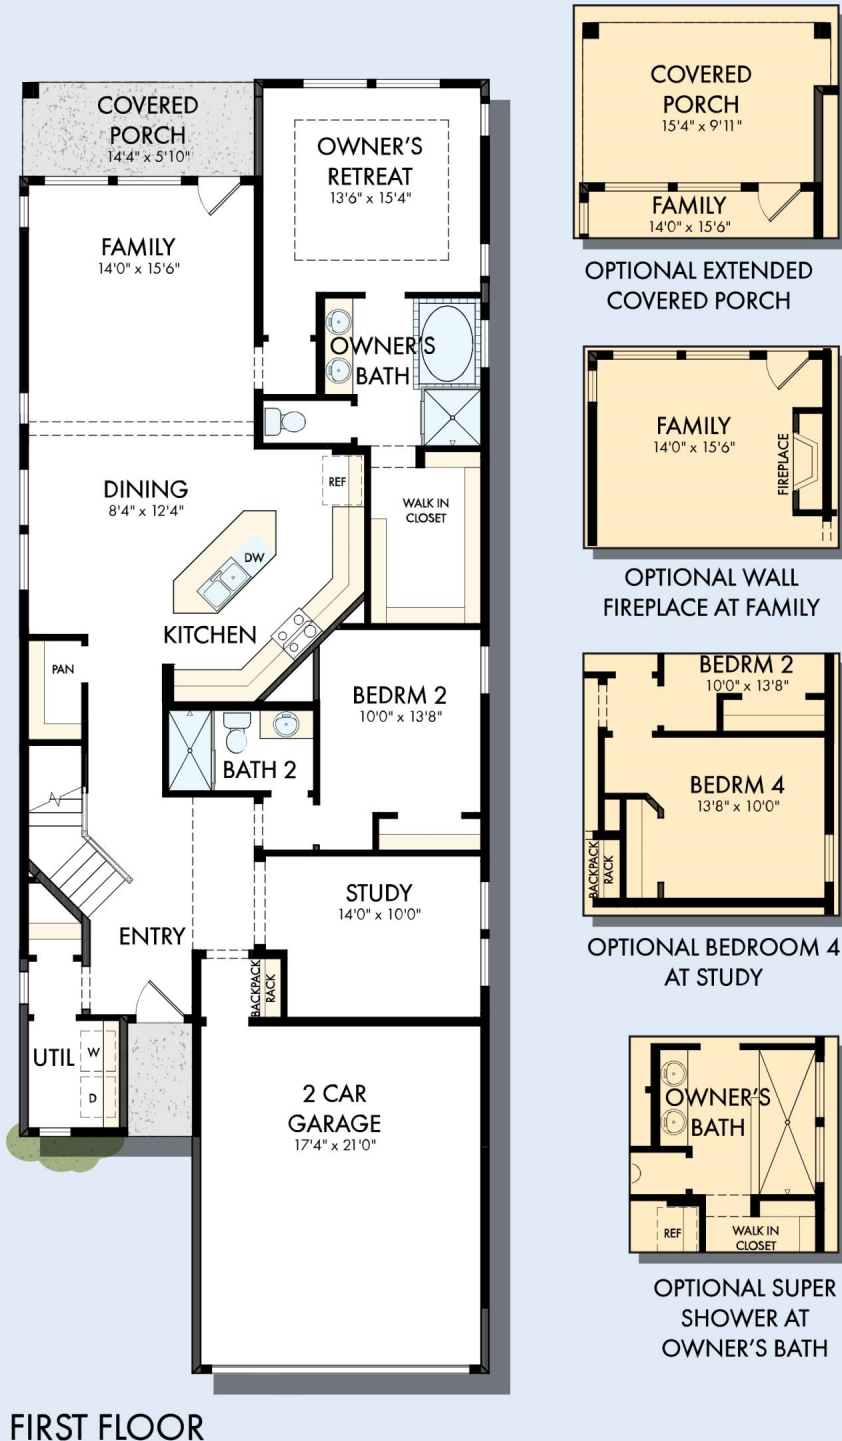 COVERED
PORCH
14'4" x 5'10"
OWNER'S
RETREAT
13'6" x 15'4"
FAMILY
14'0" x 15'6"
OWNER'S
BATH
DINING
8'4" x 12'4"
REF
WALK IN
CLOSET
DW
KITCHEN
PAN
BEDRM 2
10'0" x 13'8"
BATH 2
STUDY
14'0" x 10'0"
ENTRY
BACKPACK
RACK
UTIL
W
D
2 CAR
GARAGE
17'4" x 21'0"
FIRST FLOOR
COVERED
PORCH
15'4" x 9'11"
FAMILY
14'0" x 15'6"
OPTIONAL EXTENDED
COVERED PORCH
FAMILY
14'0" x 15'6"
FIREPLACE
OPTIONAL WALL
FIREPLACE AT FAMILY
BEDRM 2
10'0" x 13'8"
BEDRM 4
13'8" x 10'0"
BACKPACK
RACK
OPTIONAL BEDROOM 4
AT STUDY
OWNER'S
BATH
REF
WALK IN
CLOSET
OPTIONAL SUPER
SHOWER AT
OWNER'S BATH